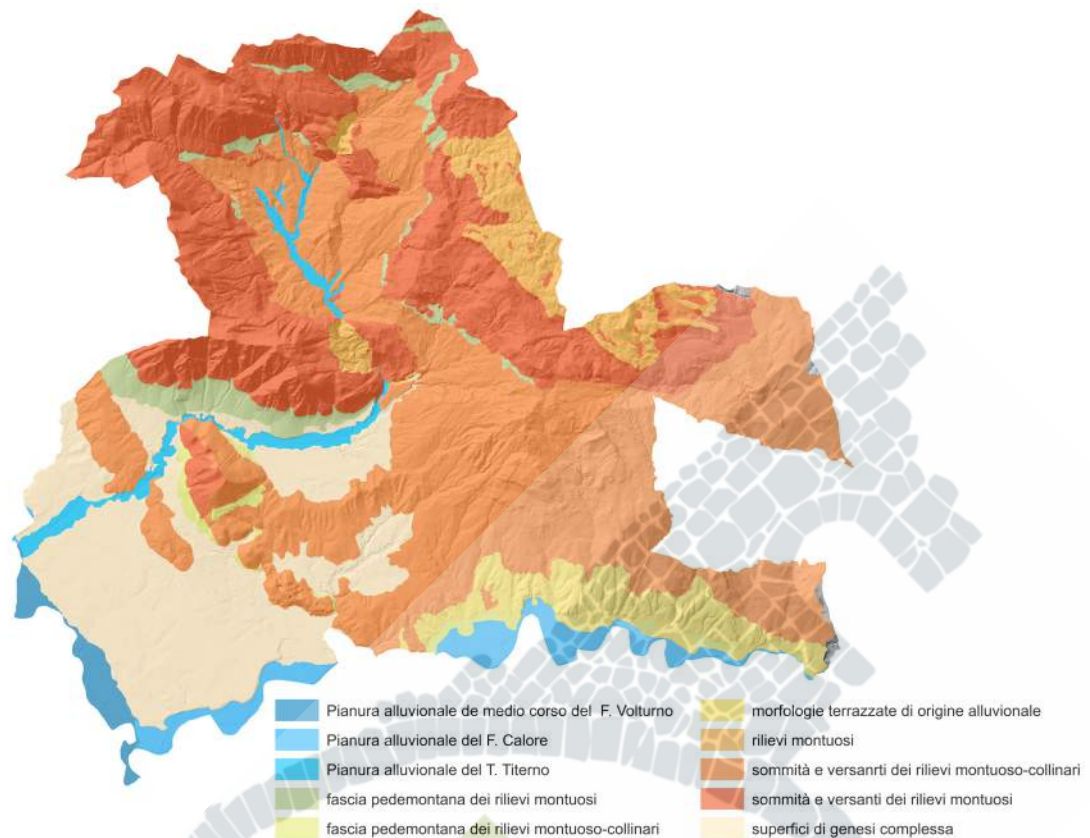 Pianura alluvionale de medio corso del F. Volturno
Pianura alluvionale del F. Calore
Pianura alluvionale del T. Titerno
fascia pedemontana dei rilievi montuosi
fascia pedemontana dei rilievi montuoso-collinari
morfologie terrazzate di origine alluvionale
rilievi montuosi
sommità e versanrti dei rilievi montuoso-collinari
sommità e versanti dei rilievi montuosi
superfici di genesi complessa